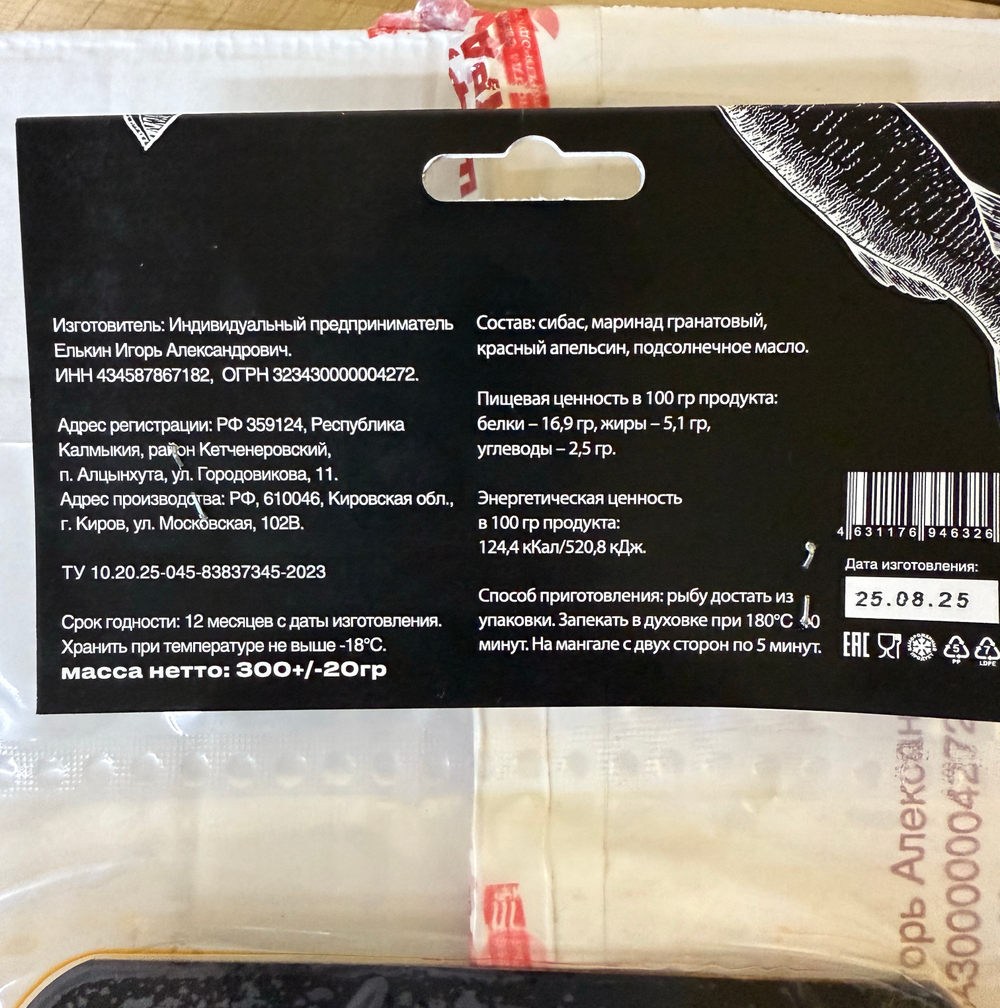 Изготовитель: Индивидуальный предприниматель
Елькин Игорь Александрович.
ИНН 434587867182, ОГРН 323430000004272.
Адрес регистрации: РФ 359124, Республика
Калмыкия, район Кетченеровский,
п. Алцынхута, ул. Городовикова, 11.
Адрес производства: РФ, 610046, Кировская обл.,
г. Киров, ул. Московская, 102В.
ТУ 10.20.25-045-83837345-2023
Срок годности: 12 месяцев с даты изготовления.
Хранить при температуре не выше -18°С.
масса нетто: 300+/-20гр
Состав: сибас, маринад гранатовый,
красный апельсин, подсолнечное масло.
Пищевая ценность в 100 гр продукта:
белки – 16,9 гр, жиры – 5,1 гр,
углеводы – 2,5 гр.
Энергетическая ценность
в 100 гр продукта:
124,4 кКал/520,8 кДж.
Способ приготовления: рыбу достать из
упаковки. Запекать в духовке при 180°С
минут. На мангале с двух сторон по 5 минут.
4 631176 946326
Дата изготовления:
25.08.25
EAC
5
PP
7
LDPE